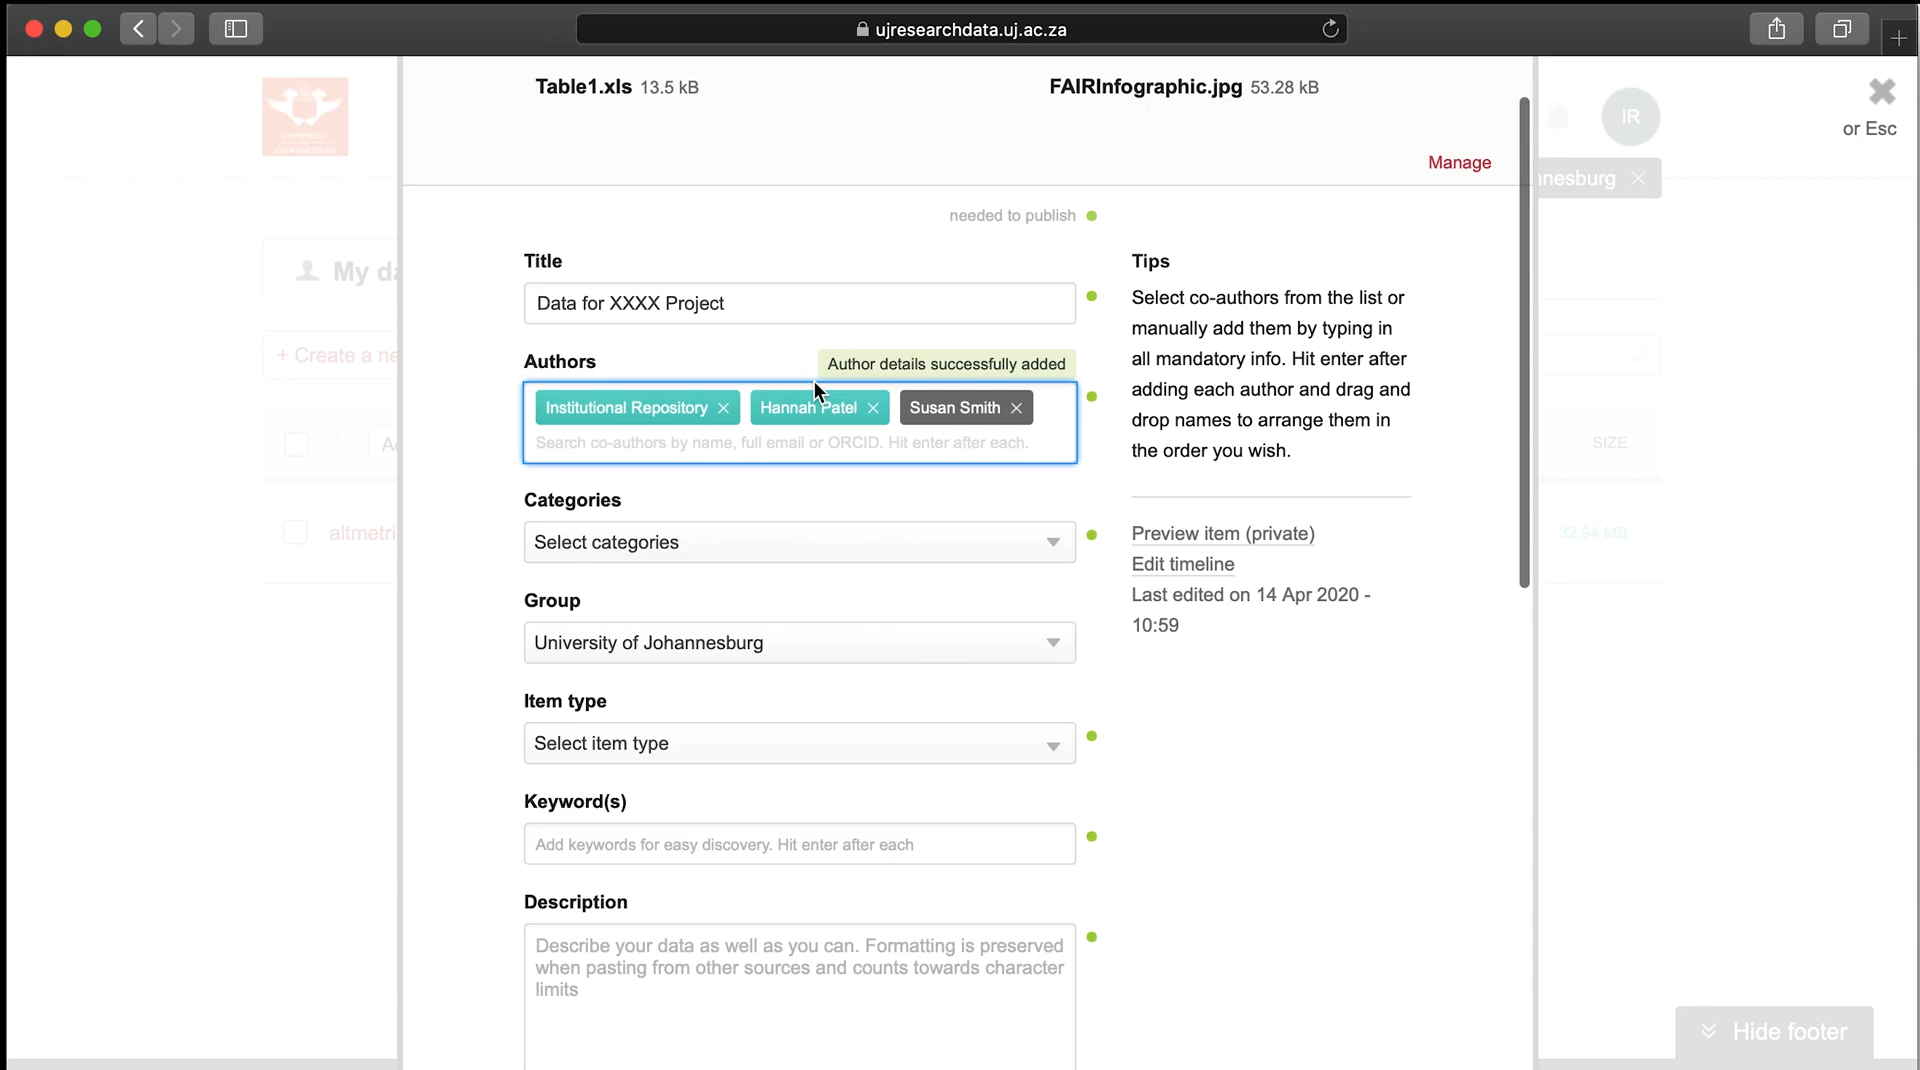 ujresearchdata.uj.ac.za
Table1.xls 13.5 kB
FAIRInfographic.jpg 53.28 kB
UNIVERSITY
JOHANNESBURG
IR
or Esc
Manage
nnesburg
needed to publish
Title
Data for XXXX Project
My da
+ Create a ne
Authors
Author details successfully added
Institutional Repository
Hannah Patel
Susan Smith
Search co-authors by name, full email or ORCID. Hit enter after each.
Tips
Select co-authors from the list or
manually add them by typing in
all mandatory info. Hit enter after
adding each author and drag and
drop names to arrange them in
the order you wish.
SIZE
Categories
Select categories
Preview item (private)
Edit timeline
Last edited on 14 Apr 2020 -
10:59
altmetri
32.94 MB
Group
University of Johannesburg
Item type
Select item type
Keyword(s)
Add keywords for easy discovery. Hit enter after each
Description
Describe your data as well as you can. Formatting is preserved
when pasting from other sources and counts towards character
limits
Hide footer